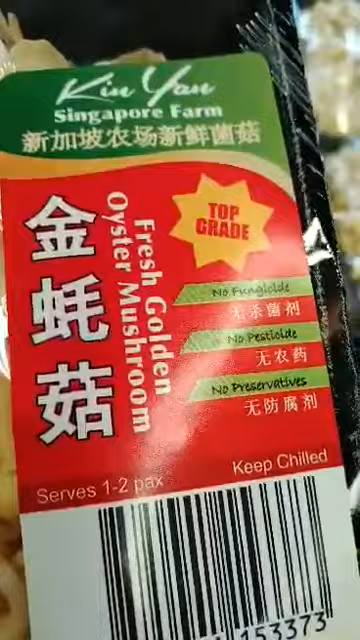 Kin Yan
Singapore Farm
新加坡农场新鲜菌菇
TOP
GRADE
金蚝菇
Fresh Golden
Oyster Mushroom
No Fungicide
无杀菌剂
No Pesticide
无农药
No Preservatives
无防腐剂
Keep Chilled
Serves 1-2 pax
153373